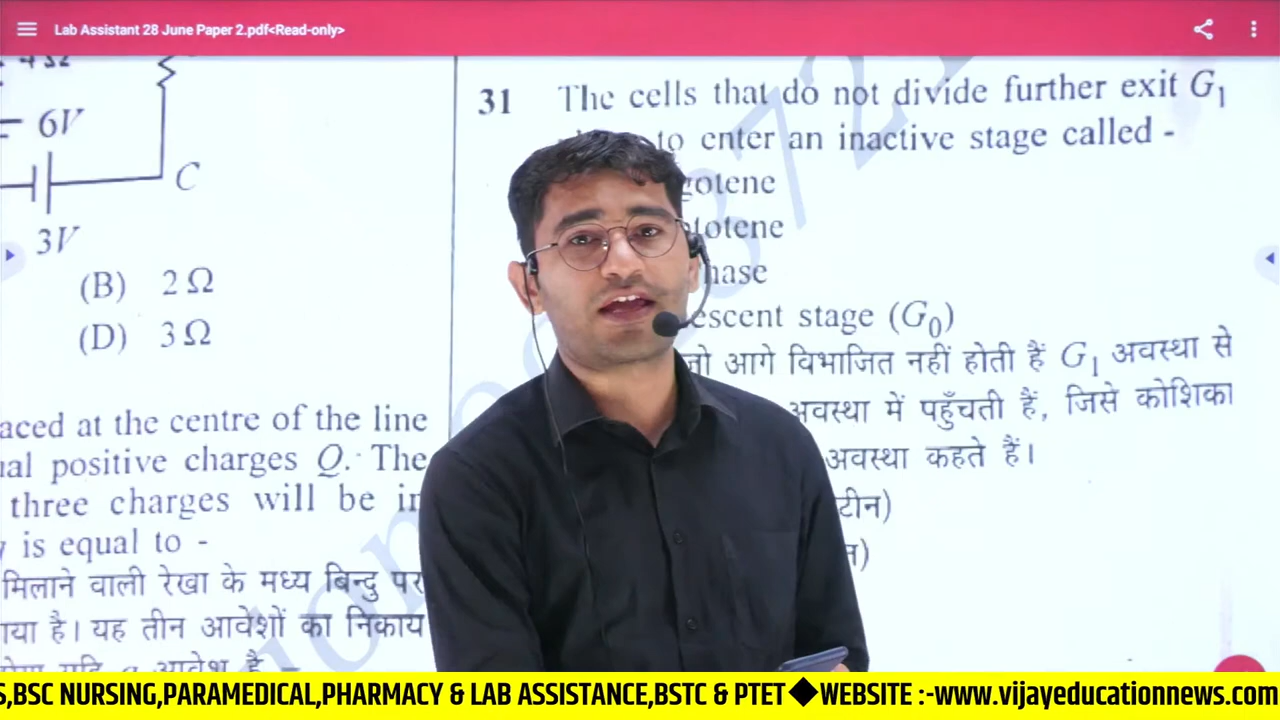 Lab Assistant 28 June Paper 2.pdf<Read-only>
4Ω
6V
C
3V
(B) 2Ω
(D) 3Ω
aced at the centre of the line
ual positive charges Q. The
three charges will be in
is equal to -
मिलाने वाली रेखा के मध्य बिन्दु पर
गया है। यह तीन आवेशों का निकाय
31 The cells that do not divide further exit G₁
to enter an inactive stage called -
gotene
otene
hase
escent stage (G₀)
जो आगे विभाजित नहीं होती हैं G₁ अवस्था से
अवस्था में पहुँचती हैं, जिसे कोशिका
अवस्था कहते हैं।
टीन)
न)
S,BSC NURSING,PARAMEDICAL,PHARMACY & LAB ASSISTANCE,BSTC & PTET◆WEBSITE :-www.vijayeducationnews.com